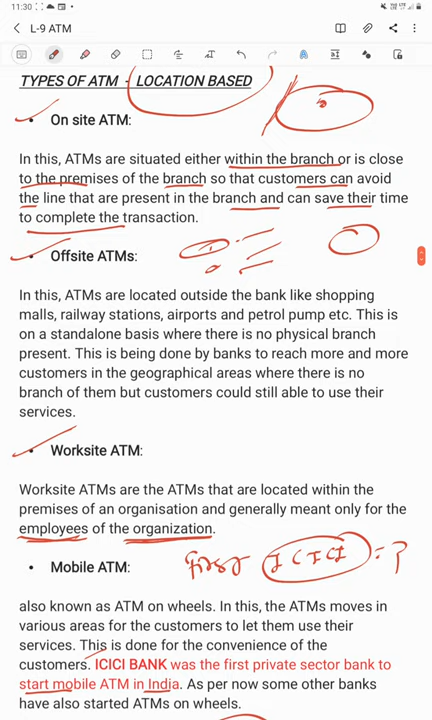 11:30
L-9 ATM
TYPES OF ATM - LOCATION BASED
• On site ATM:
In this, ATMs are situated either within the branch or is close
to the premises of the branch so that customers can avoid
the line that are present in the branch and can save their time
to complete the transaction.
• Offsite ATMs:
In this, ATMs are located outside the bank like shopping
malls, railway stations, airports and petrol pump etc. This is
on a standalone basis where there is no physical branch
present. This is being done by banks to reach more and more
customers in the geographical areas where there is no
branch of them but customers could still able to use their
services.
• Worksite ATM:
Worksite ATMs are the ATMs that are located within the
premises of an organisation and generally meant only for the
employees of the organization.
First ICICI = ?
• Mobile ATM:
also known as ATM on wheels. In this, the ATMs moves in
various areas for the customers to let them use their
services. This is done for the convenience of the
customers. ICICI BANK was the first private sector bank to
start mobile ATM in India. As per now some other banks
have also started ATMs on wheels.